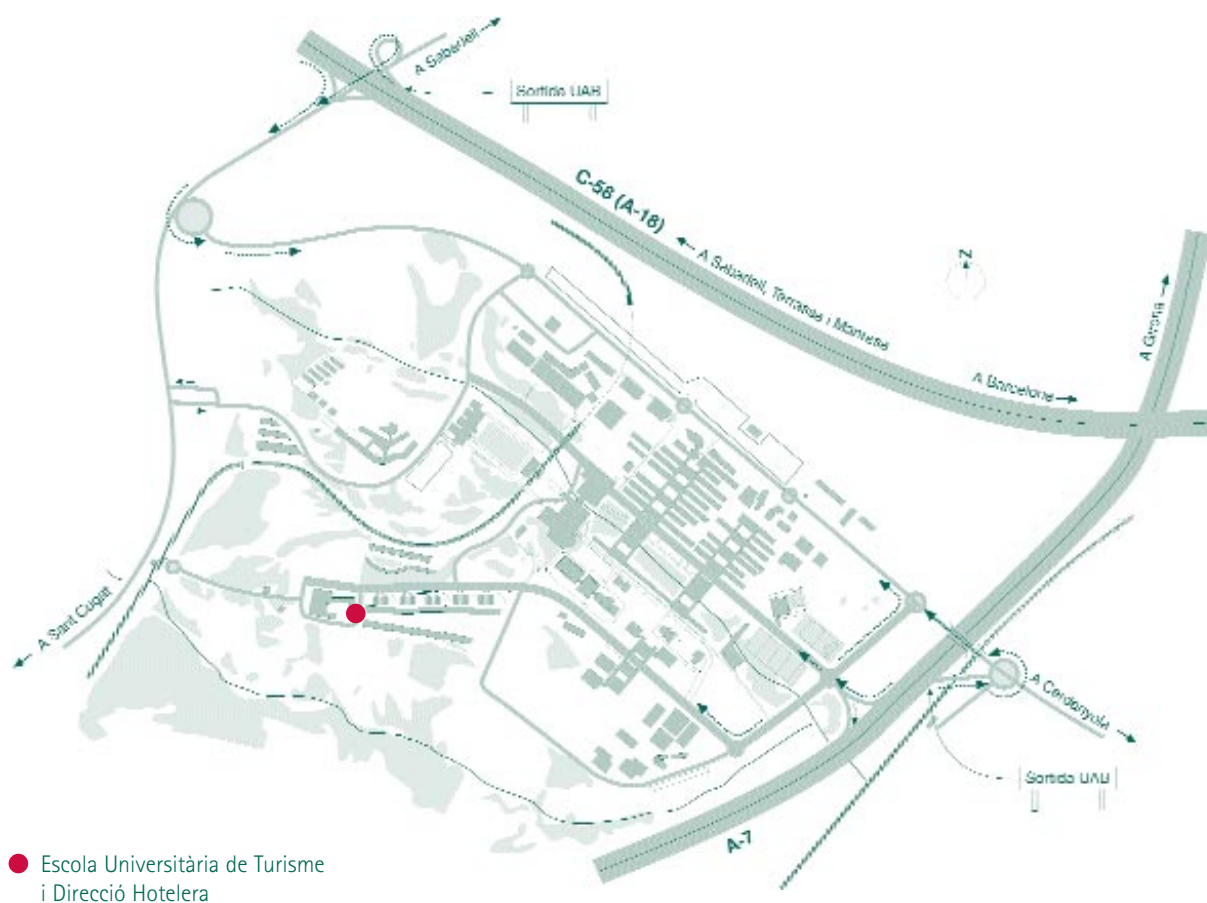 A Sabadell
Sortida UAB
C-58 (A-18)
A Sabadell, Terrassa i Manresa
N
A Girona
A Barcelona
A Sant Cugat
A Cerdanyola
Sortida UAB
A-7
Escola Universitària de Turisme
i Direcció Hotelera